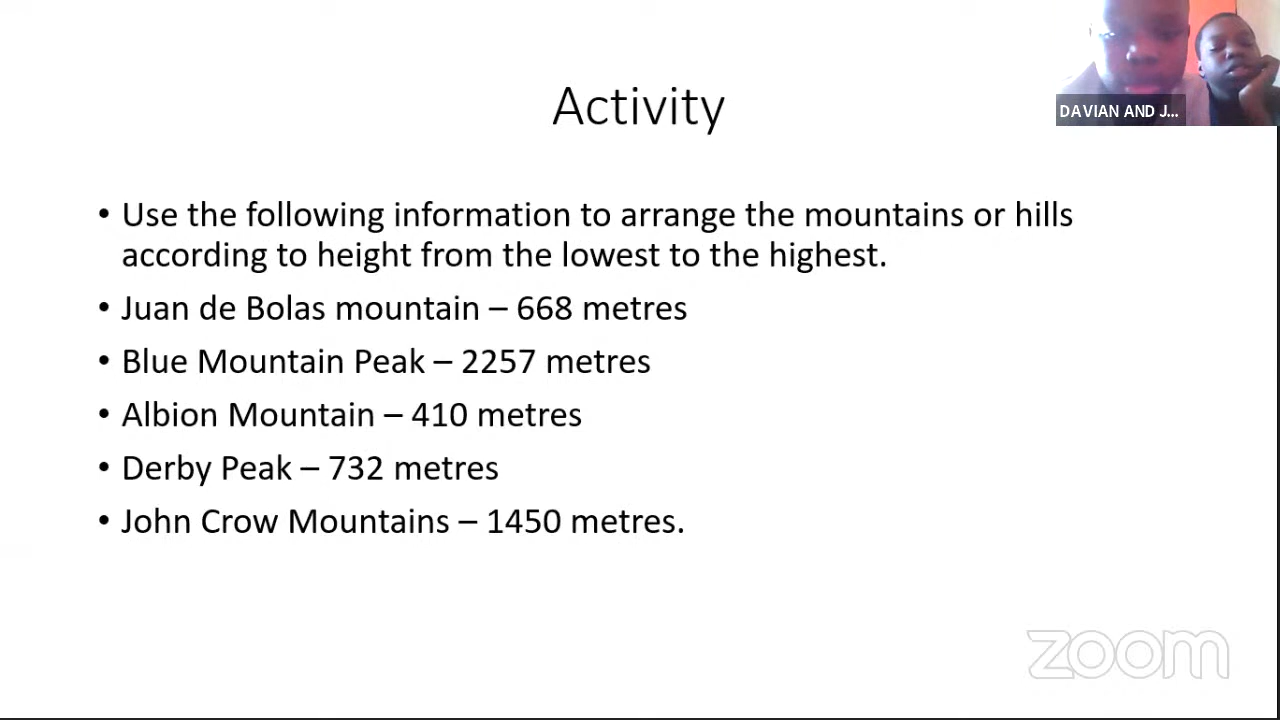 DAVIAN AND J...
Activity
• Use the following information to arrange the mountains or hills
according to height from the lowest to the highest.
• Juan de Bolas mountain – 668 metres
• Blue Mountain Peak – 2257 metres
• Albion Mountain – 410 metres
• Derby Peak – 732 metres
• John Crow Mountains – 1450 metres.
zoom